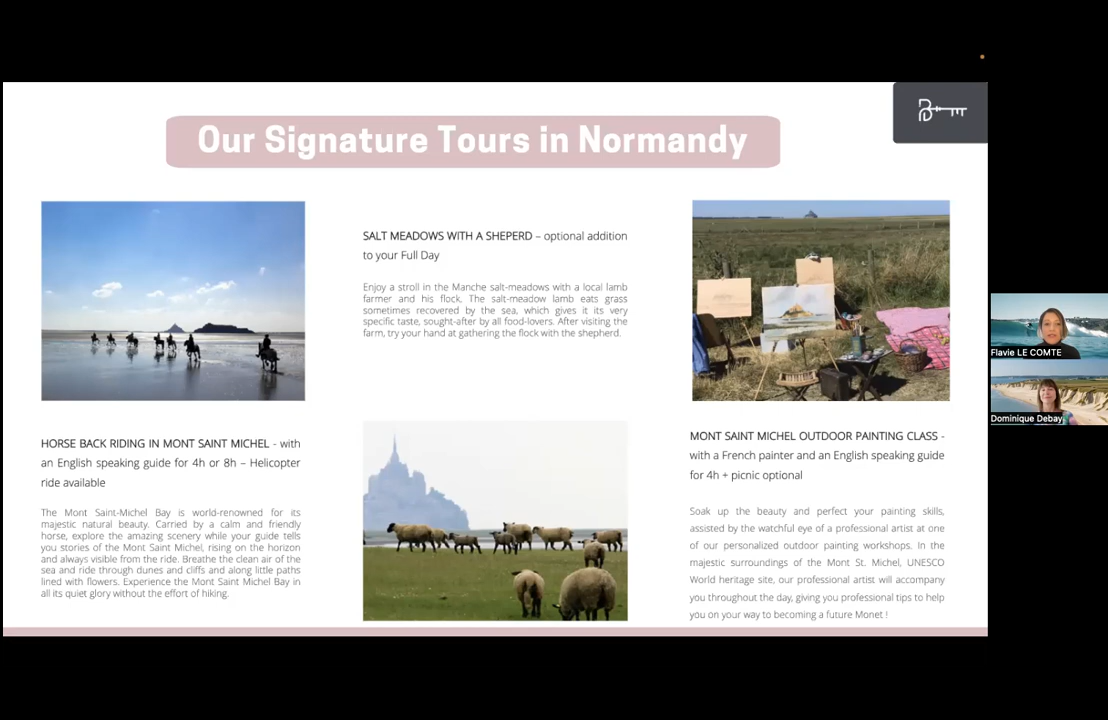 Our Signature Tours in Normandy
SALT MEADOWS WITH A SHEPERD – optional addition
to your Full Day
Enjoy a stroll in the Manche salt-meadows with a local lamb
farmer and his flock. The salt-meadow lamb eats grass
sometimes recovered by the sea, which gives it its very
specific taste, sought-after by all food-lovers. After visiting the
farm, try your hand at gathering the flock with the shepherd.
HORSE BACK RIDING IN MONT SAINT MICHEL - with
an English speaking guide for 4h or 8h – Helicopter
ride available
The Mont Saint-Michel Bay is world-renowned for its
majestic natural beauty. Carried by a calm and friendly
horse, explore the amazing scenery while your guide tells
you stories of the Mont Saint Michel, rising on the horizon
and always visible from the ride. Breathe the clean air of the
sea and ride through dunes and cliffs and along little paths
lined with flowers. Experience the Mont Saint Michel Bay in
all its quiet glory without the effort of hiking.
MONT SAINT MICHEL OUTDOOR PAINTING CLASS -
with a French painter and an English speaking guide
for 4h + picnic optional
Soak up the beauty and perfect your painting skills,
assisted by the watchful eye of a professional artist at one
of our personalized outdoor painting workshops. In the
majestic surroundings of the Mont St. Michel, UNESCO
World heritage site, our professional artist will accompany
you throughout the day, giving you professional tips to help
you on your way to becoming a future Monet !
Flavie LE COMTE
Dominique Debay